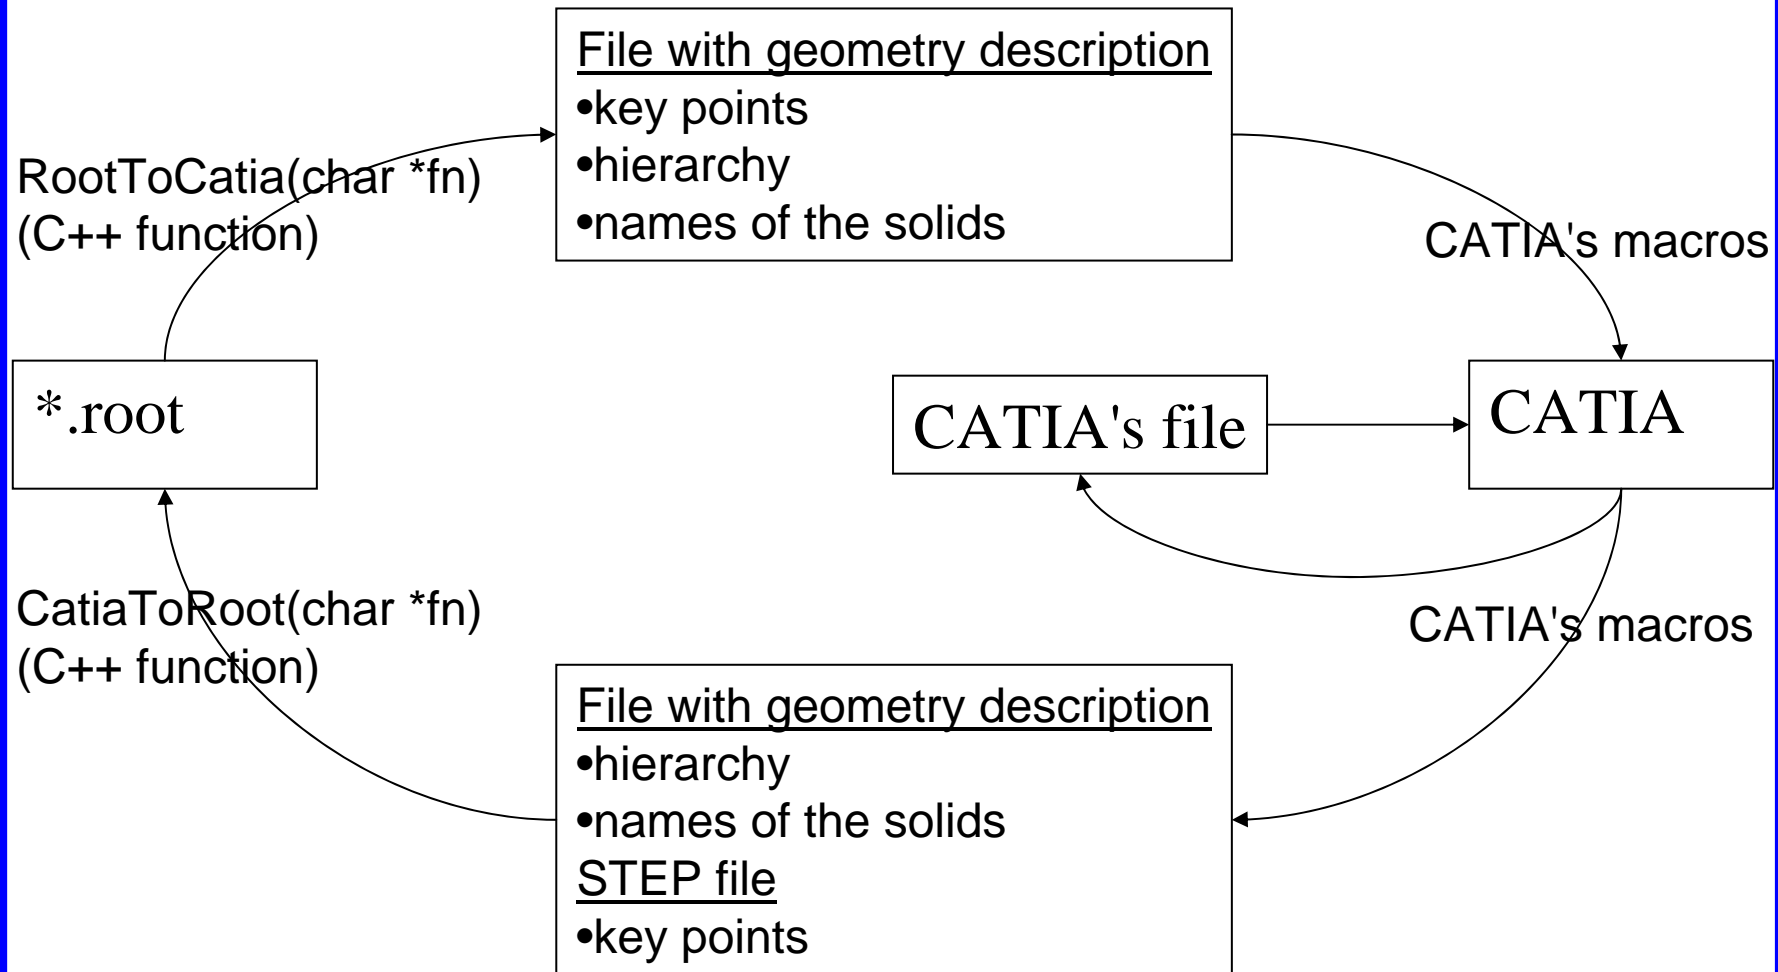 File with geometry description
•key points
•hierarchy
•names of the solids
RootToCatia(char *fn)
(C++ function)
CATIA's macros
*.root
CATIA's file
CATIA
CatiaToRoot(char *fn)
(C++ function)
CATIA's macros
File with geometry description
•hierarchy
•names of the solids
STEP file
•key points